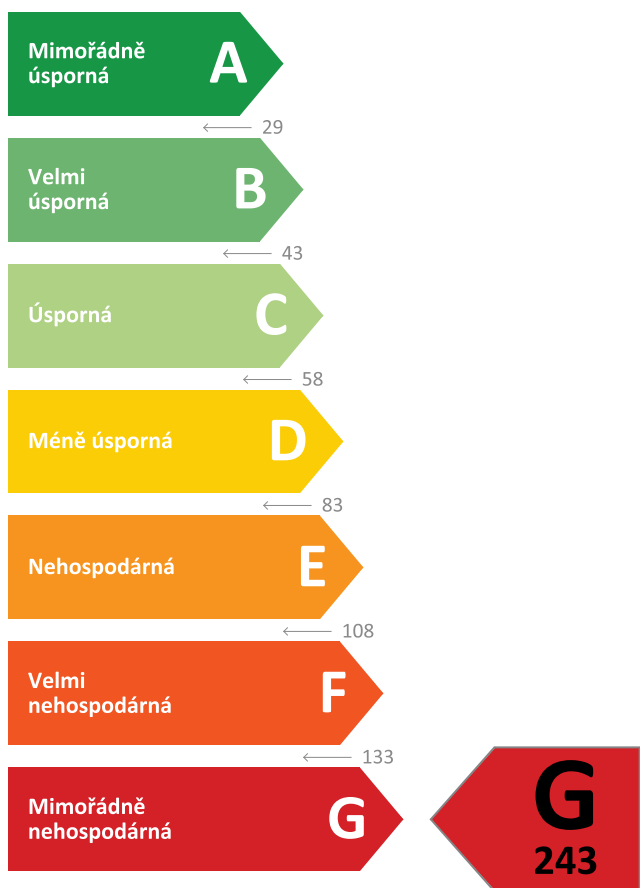 Mimořádně
úsporná
A
29
Velmi
úsporná
B
43
Úsporná
C
58
Méně úsporná
D
83
Nehospodárná
E
108
Velmi
nehospodárná
F
133
Mimořádně
nehospodárná
G
G
243